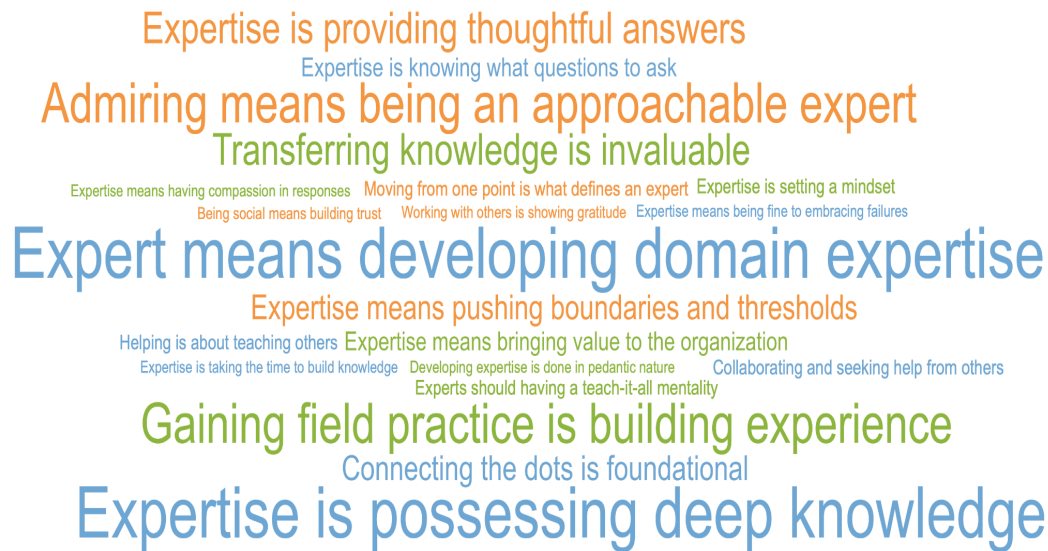 Expertise is providing thoughtful answers
Expertise is knowing what questions to ask
Admiring means being an approachable expert
Transferring knowledge is invaluable
Expertise means having compassion in responses
Moving from one point is what defines an expert
Expertise is setting a mindset
Being social means building trust
Working with others is showing gratitude
Expertise means being fine to embracing failures
Expert means developing domain expertise
Expertise means pushing boundaries and thresholds
Helping is about teaching others
Expertise means bringing value to the organization
Expertise is taking the time to build knowledge
Developing expertise is done in pedantic nature
Collaborating and seeking help from others
Experts should having a teach-it-all mentality
Gaining field practice is building experience
Connecting the dots is foundational
Expertise is possessing deep knowledge